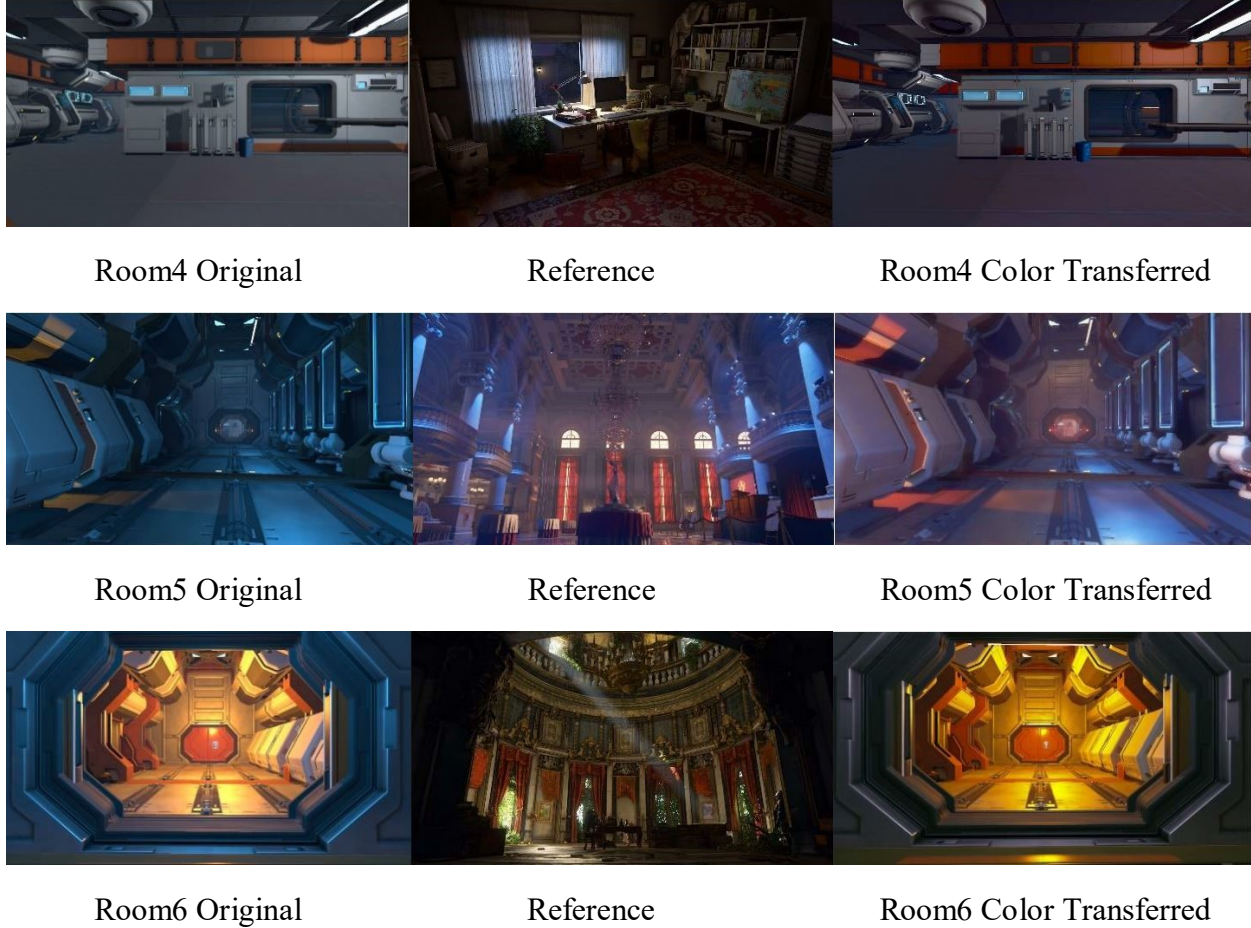 Room4 Original
Reference
Room4 Color Transferred
Room5 Original
Reference
Room5 Color Transferred
Room6 Original
Reference
Room6 Color Transferred